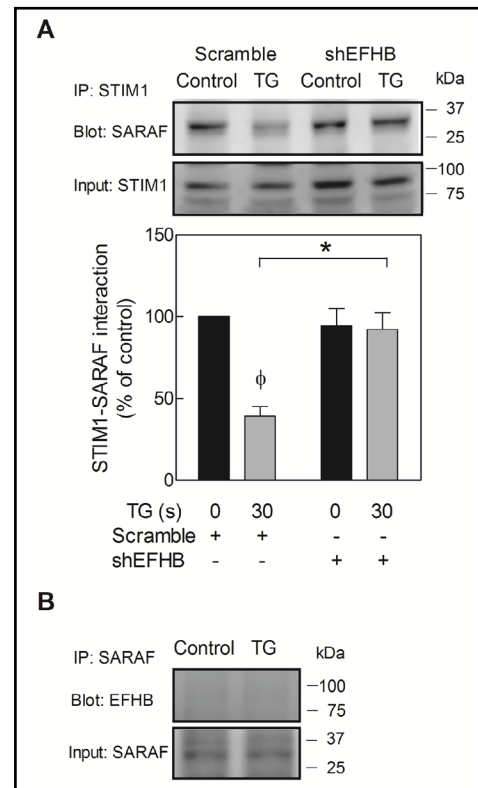 A
Scramble shEFHB
Control TG Control TG kDa
IP: STIM1
Blot: SARAF
37
25
Input: STIM1
100
75
STIM1-SARAF interaction
(% of control)
150
100
50
0
*
ϕ
TG (s) 0 30 0 30
Scramble + + - -
shEFHB - - + +
B
IP: SARAF Control TG kDa
Blot: EFHB
100
75
Input: SARAF
37
25